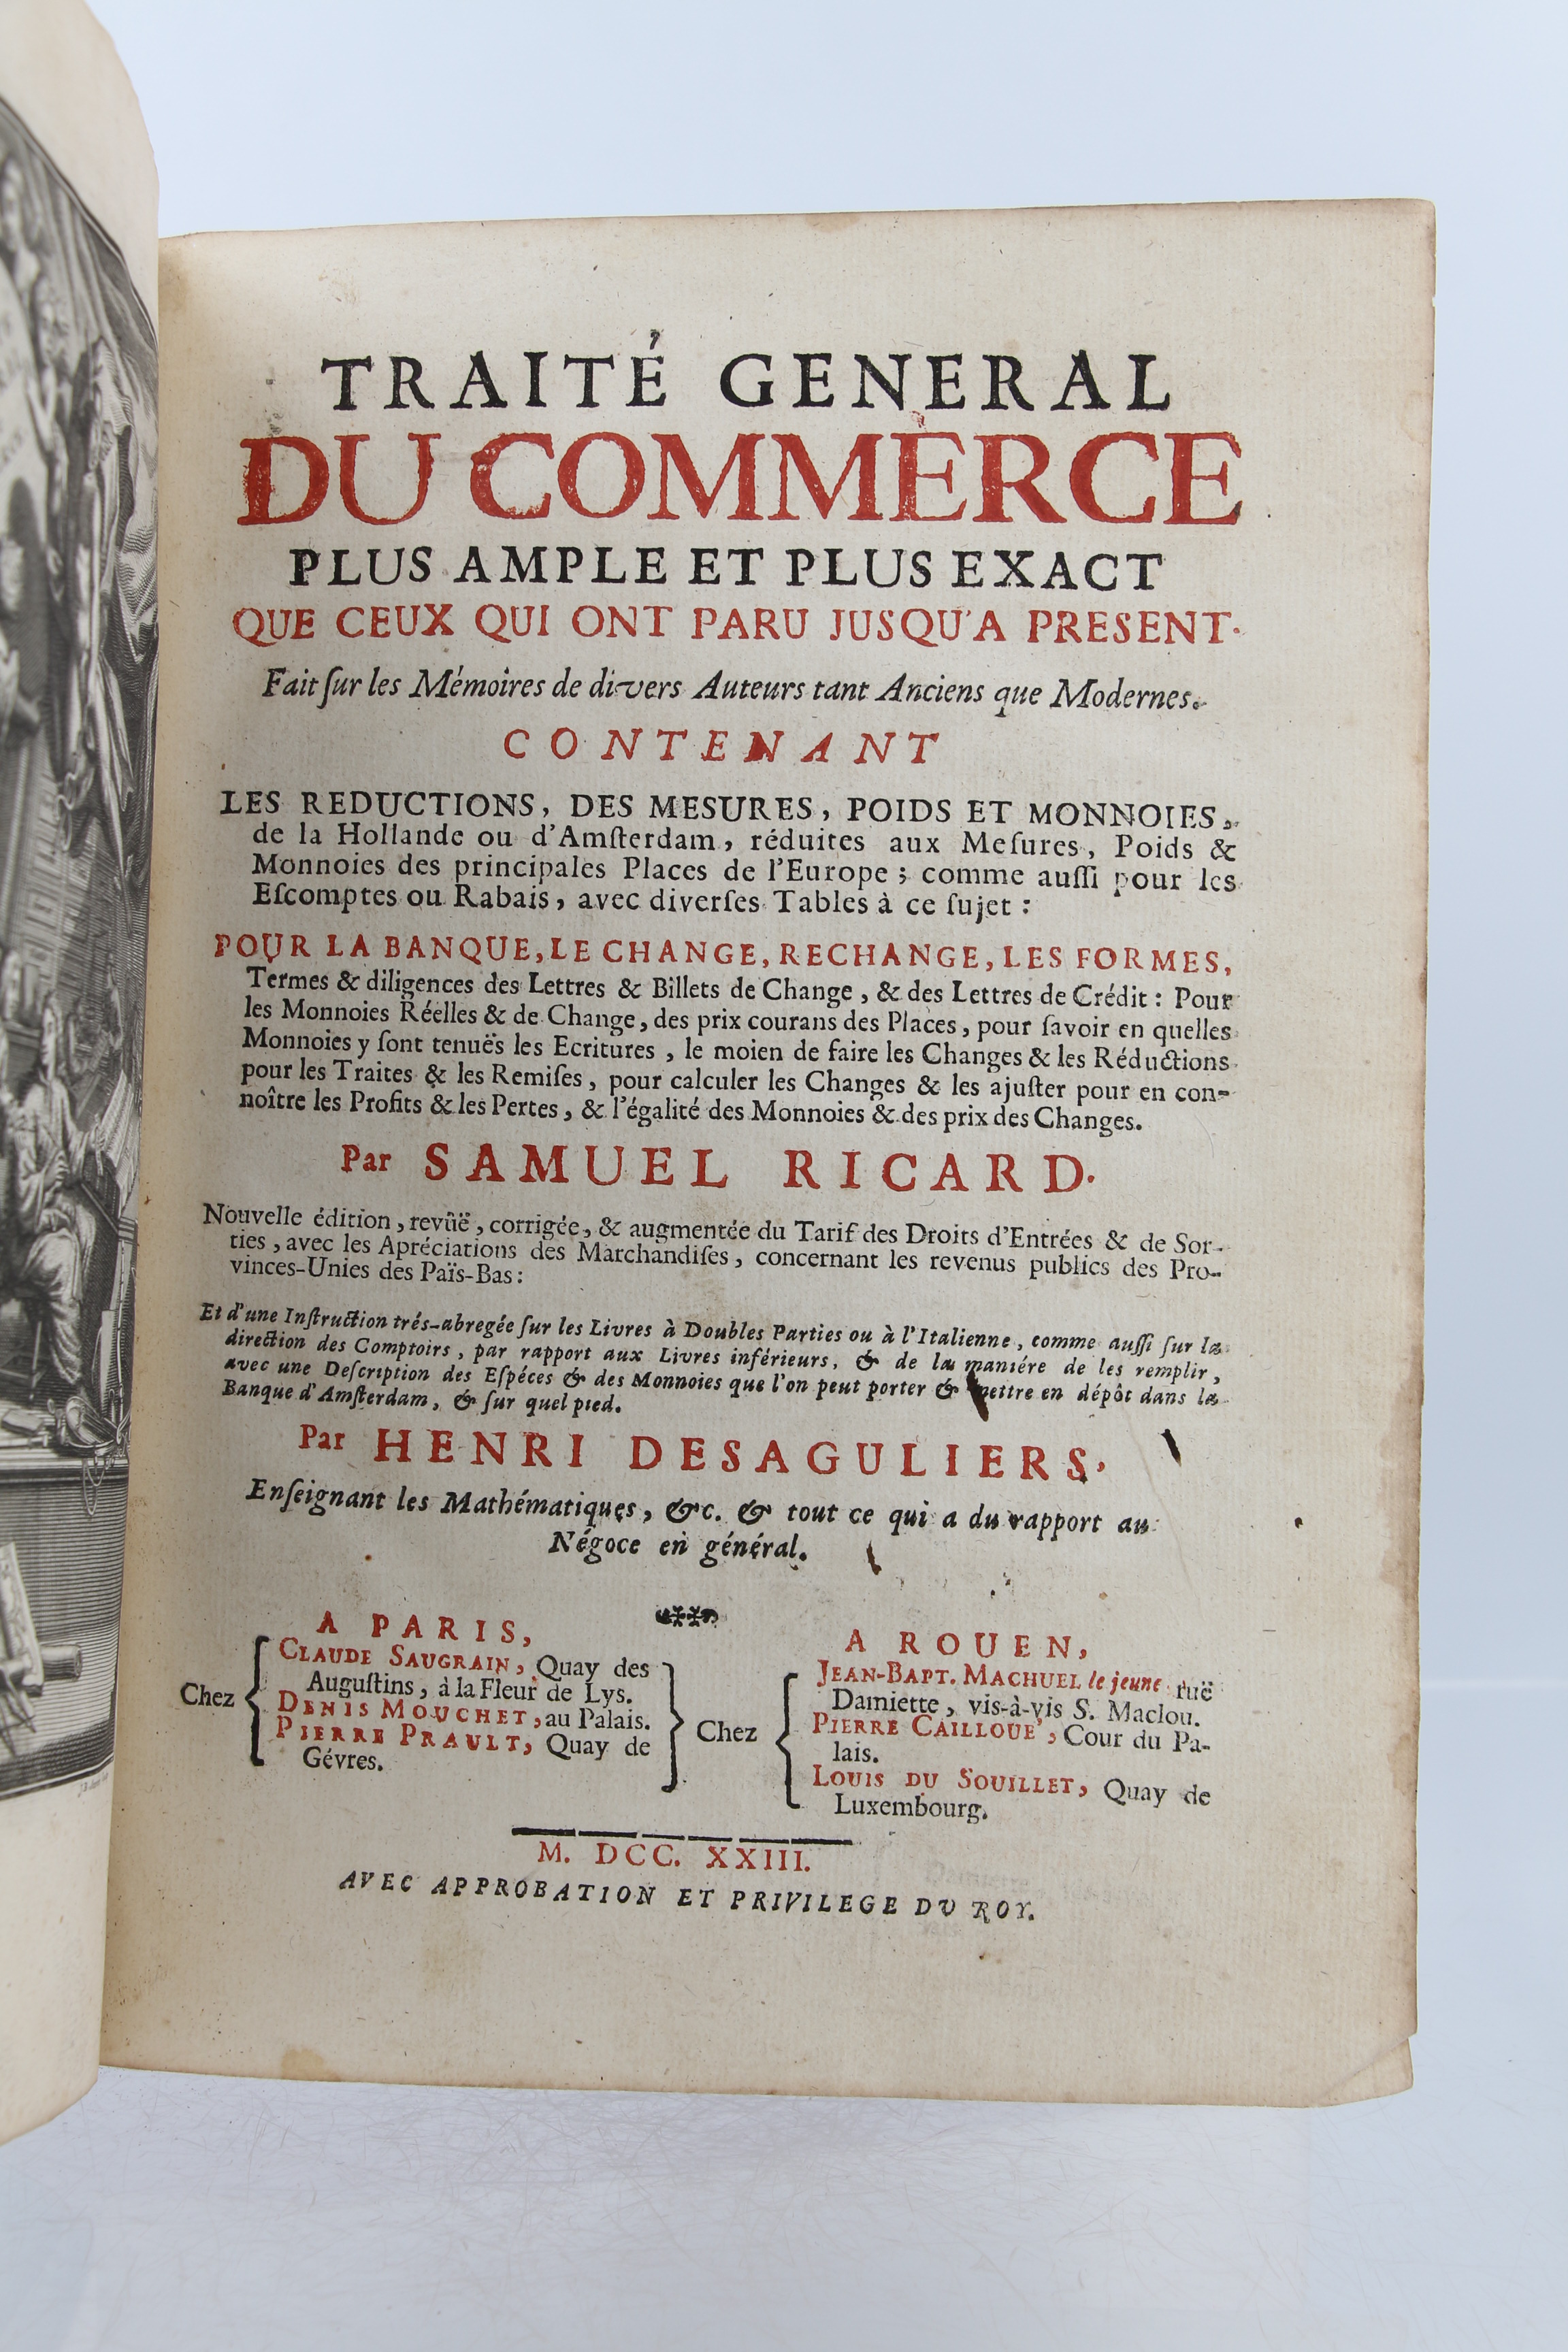 TRAITÉ GENERAL
DU COMMERCE
PLUS AMPLE ET PLUS EXACT
QUE CEUX QUI ONT PARU JUSQU'A PRESENT.
Fait ſur les Mémoires de divers Auteurs tant Anciens que Modernes.
CONTENANT
LES REDUCTIONS, DES MESURES, POIDS ET MONNOIES,
de la Hollande ou d'Amſterdam, réduites aux Meſures, Poids &
Monnoies des principales Places de l'Europe ; comme auſſi pour les
Eſcomptes ou Rabais, avec diverſes Tables à ce ſujet :
POUR LA BANQUE, LE CHANGE, RECHANGE, LES FORMES,
Termes & diligences des Lettres & Billets de Change, & des Lettres de Crédit : Pour
les Monnoies Réelles & de Change, des prix courans des Places, pour ſavoir en quelles
Monnoies y ſont tenuës les Ecritures, le moien de faire les Changes & les Réductions
pour les Traites & les Remiſes, pour calculer les Changes & les ajuſter pour en con-
noître les Profits & les Pertes, & l'égalité des Monnoies & des prix des Changes.
Par SAMUEL RICARD.
Nouvelle édition, revûë, corrigée, & augmentée du Tarif des Droits d'Entrées & de Sor-
ties, avec les Apréciations des Marchandiſes, concernant les revenus publics des Pro-
vinces-Unies des Païs-Bas :
Et d'une Inſtruction trés-abregée ſur les Livres à Doubles Parties ou à l'Italienne, comme auſſi ſur la
direction des Comptoirs, par rapport aux Livres inférieurs, & de la maniére de les remplir,
avec une Deſcription des Eſpéces & des Monnoies que l'on peut porter & mettre en dépôt dans la
Banque d'Amſterdam, & ſur quel pied.
Par HENRI DESAGULIERS,
Enſeignant les Mathématiques, &c. & tout ce qui a du rapport au
Négoce en général.
A PARIS,
Chez
CLAUDE SAUGRAIN, Quay des
Auguſtins, à la Fleur de Lys.
DENIS MOUCHET, au Palais.
PIERRE PRAULT, Quay de
Gévres.
A ROUEN,
Chez
JEAN-BAPT. MACHUEL le jeune ruë
Damiette, vis-à-vis S. Maclou.
PIERRE CAILLOUE', Cour du Pa-
lais.
LOUIS DU SOUILLET, Quay de
Luxembourg.
M. DCC. XXIII.
AVEC APPROBATION ET PRIVILEGE DU ROY.